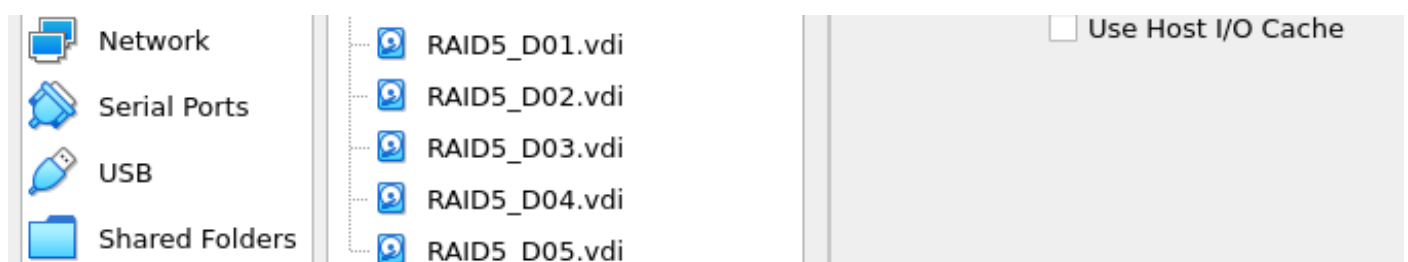 Network
Serial Ports
USB
Shared Folders
RAID5_D01.vdi
RAID5_D02.vdi
RAID5_D03.vdi
RAID5_D04.vdi
RAID5_D05.vdi
Use Host I/O Cache